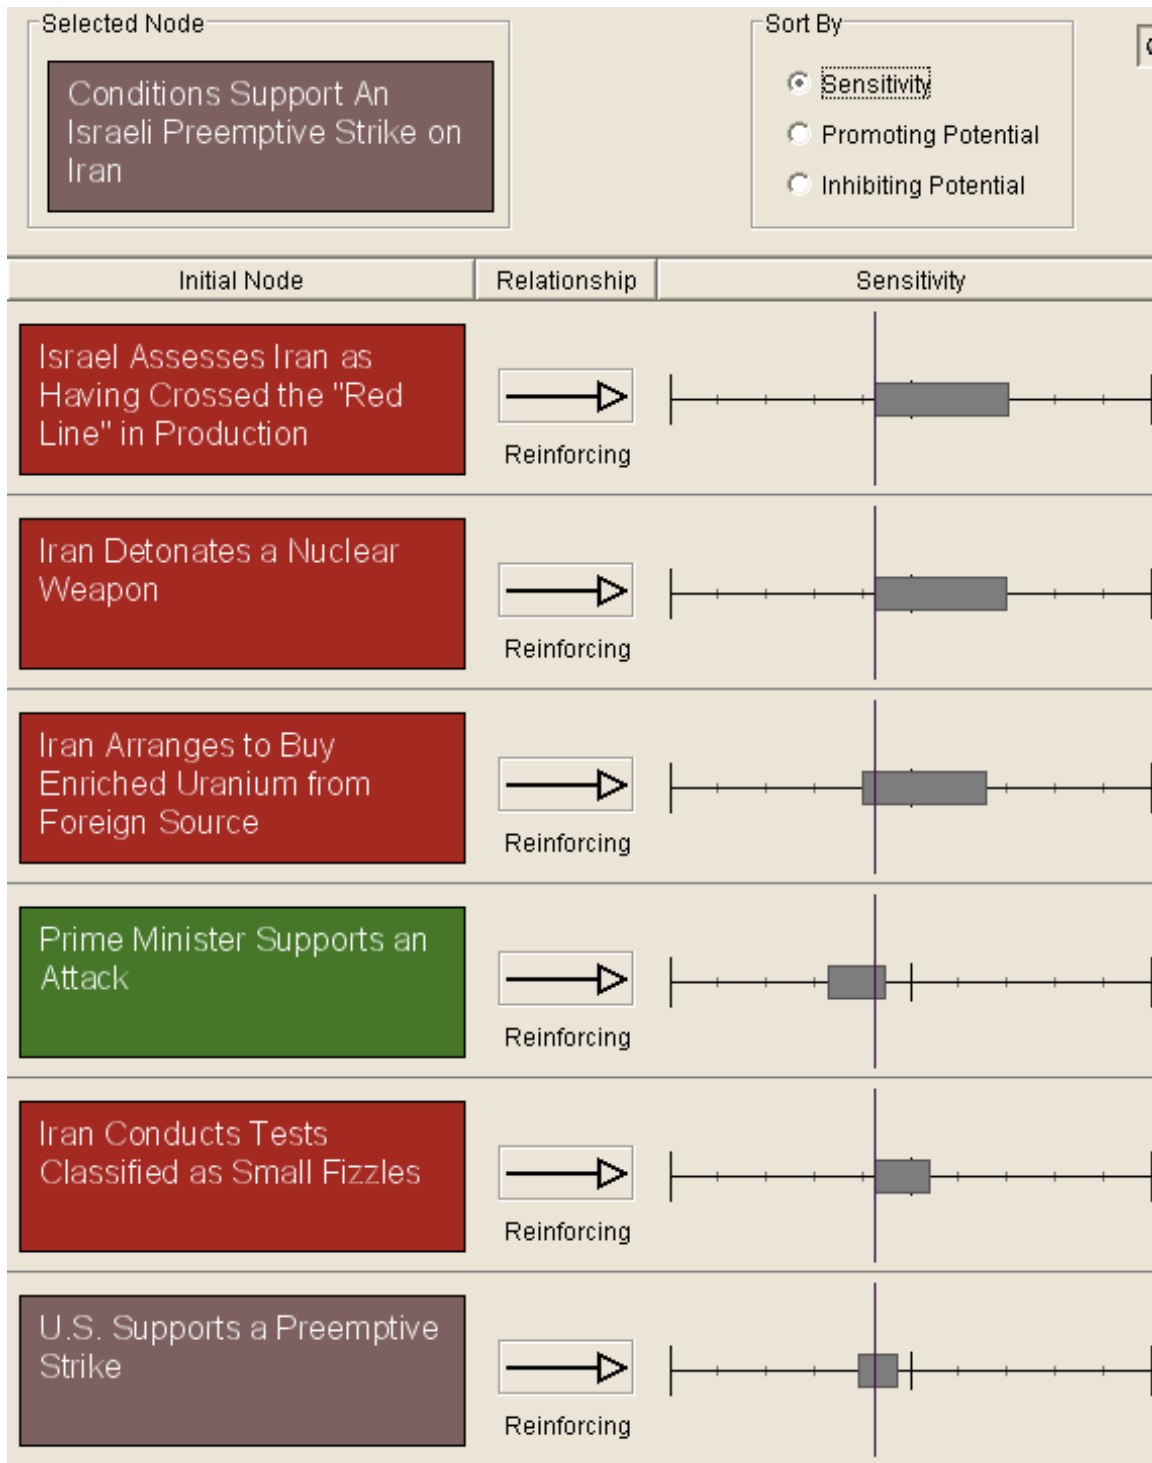 Selected Node
Sort By
Conditions Support An
Israeli Preemptive Strike on
Iran
Sensitivity
Promoting Potential
Inhibiting Potential
Initial Node
Relationship
Sensitivity
Israel Assesses Iran as
Having Crossed the "Red
Line" in Production
Reinforcing
Iran Detonates a Nuclear
Weapon
Reinforcing
Iran Arranges to Buy
Enriched Uranium from
Foreign Source
Reinforcing
Prime Minister Supports an
Attack
Reinforcing
Iran Conducts Tests
Classified as Small Fizzles
Reinforcing
U.S. Supports a Preemptive
Strike
Reinforcing